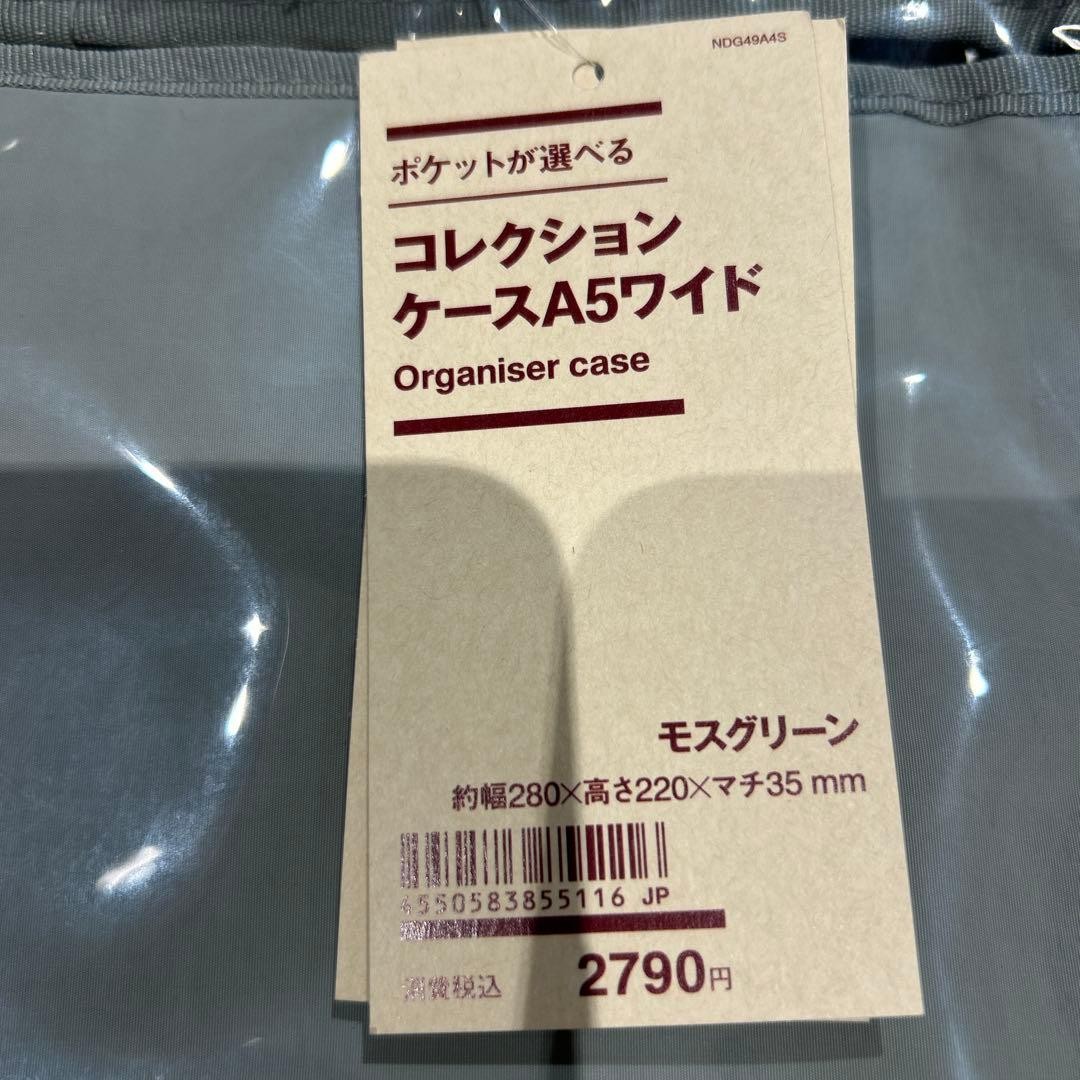 NDG49A4S
ポケットが選べる
コレクション
ケースA5ワイド
Organiser case
モスグリーン
約幅280×高さ220×マチ35 mm
4550583855116 JP
消費税込 2790円